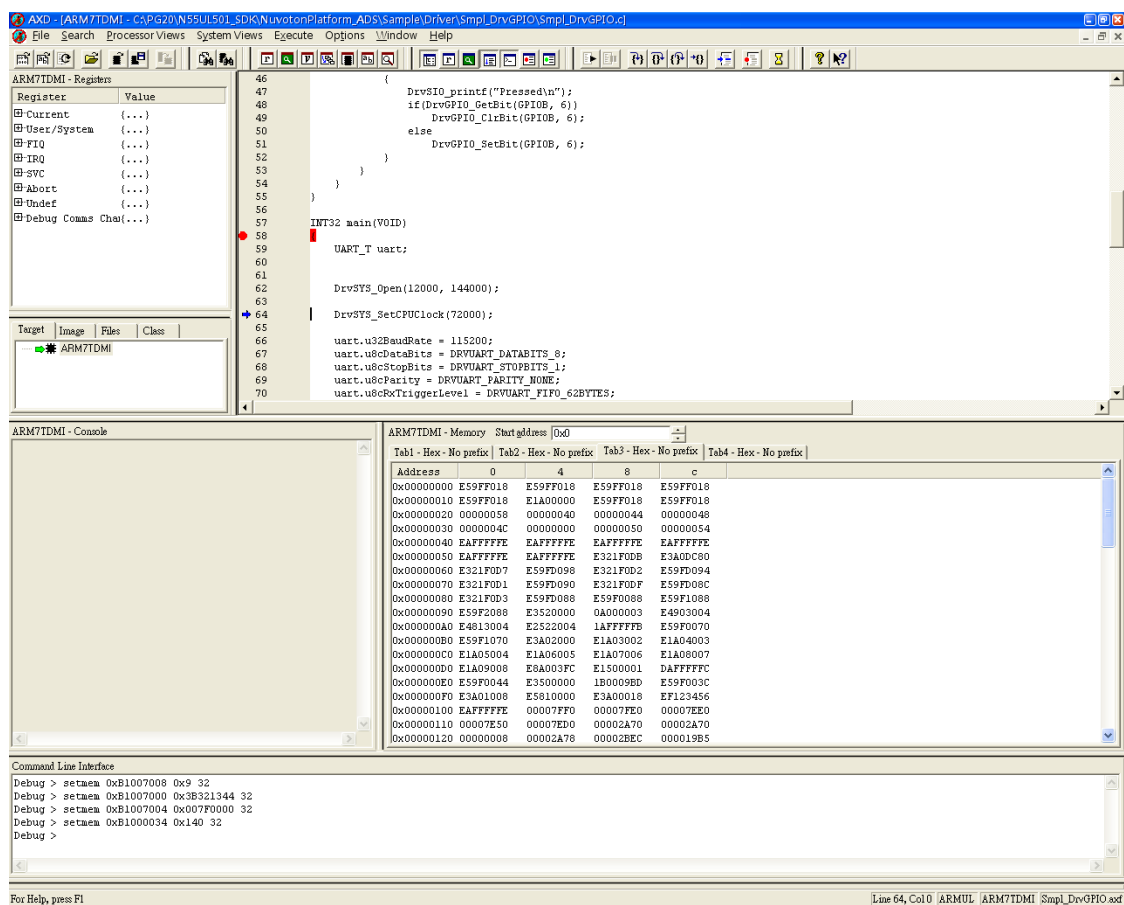 AXD - [ARM7TDMI - C:\PG20\N55UL501_SDK\NuvotonPlatform_ADS\Sample\Driver\Smpl_DrvGPIO\Smpl_DrvGPIO.c]
File Search Processor Views System Views Execute Options Window Help
ARM7TDMI - Registers
Register Value
Current {...}
User/System {...}
FIQ {...}
IRQ {...}
SVC {...}
Abort {...}
Undef {...}
Debug Comms Chan{...}
46 {
47 DrvSIO_printf("Pressed\n");
48 if(DrvGPIO_GetBit(GPIOB, 6))
49 DrvGPIO_ClrBit(GPIOB, 6);
50 else
51 DrvGPIO_SetBit(GPIOB, 6);
52 }
53 }
54 }
55 }
56
57 INT32 main(VOID)
58 {
59 UART_T uart;
60
61
62 DrvSYS_Open(12000, 144000);
63
64 DrvSYS_SetCPUClock(72000);
65
66 uart.u32BaudRate = 115200;
67 uart.u8cDataBits = DRVUART_DATABITS_8;
68 uart.u8cStopBits = DRVUART_STOPBITS_1;
69 uart.u8cParity = DRVUART_PARITY_NONE;
70 uart.u8cRxTriggerLevel = DRVUART_FIFO_62BYTES;
Target Image Files Class
ARM7TDMI
ARM7TDMI - Console
ARM7TDMI - Memory Start address 0x0
Tab1 - Hex - No prefix Tab2 - Hex - No prefix Tab3 - Hex - No prefix Tab4 - Hex - No prefix
Address 0 4 8 c
0x00000000 E59FF018 E59FF018 E59FF018 E59FF018
0x00000010 E59FF018 E1A00000 E59FF018 E59FF018
0x00000020 00000058 00000040 00000044 00000048
0x00000030 0000004C 00000000 00000050 00000054
0x00000040 EAFFFFFE EAFFFFFE EAFFFFFE EAFFFFFE
0x00000050 EAFFFFFE EAFFFFFE E321F0DB E3A0DC80
0x00000060 E321F0D7 E59FD098 E321F0D2 E59FD094
0x00000070 E321F0D1 E59FD090 E321F0DF E59FD08C
0x00000080 E321F0D3 E59FD088 E59F0088 E59F1088
0x00000090 E59F2088 E3520000 0A000003 E4903004
0x000000A0 E4813004 E2522004 1AFFFFFB E59F0070
0x000000B0 E59F1070 E3A02000 E1A03002 E1A04003
0x000000C0 E1A05004 E1A06005 E1A07006 E1A08007
0x000000D0 E1A09008 E8A003FC E1500001 DAFFFFFC
0x000000E0 E59F0044 E3500000 1B0009BD E59F003C
0x000000F0 E3A01008 E5810000 E3A00018 EF123456
0x00000100 EAFFFFFE 00007FF0 00007FE0 00007EE0
0x00000110 00007E50 00007ED0 00002A70 00002A70
0x00000120 00000008 00002A78 00002BEC 000019B5
Command Line Interface
Debug > setmem 0xB1007008 0x9 32
Debug > setmem 0xB1007000 0x3B321344 32
Debug > setmem 0xB1007004 0x007F0000 32
Debug > setmem 0xB1000034 0x140 32
Debug >
For Help, press F1 Line 64, Col 0 ARMUL ARM7TDMI Smpl_DrvGPIO.axf